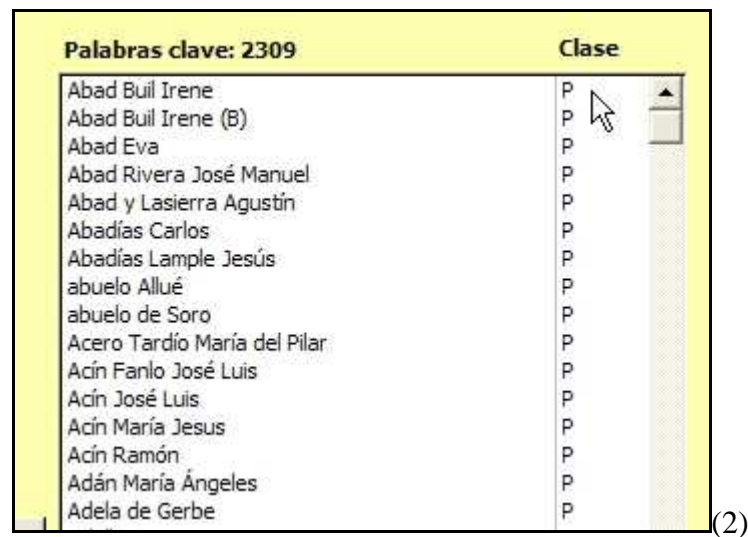 Palabras clave: 2309 Clase
Abad Buil Irene P
Abad Buil Irene (B) P
Abad Eva P
Abad Rivera José Manuel P
Abad y Lasierra Agustín P
Abadías Carlos P
Abadías Lample Jesús P
abuelo Allué P
abuelo de Soro P
Acero Tardío María del Pilar P
Acín Fanlo José Luis P
Acín José Luis P
Acín María Jesus P
Acín Ramón P
Adán María Ángeles P
Adela de Gerbe P
(2)